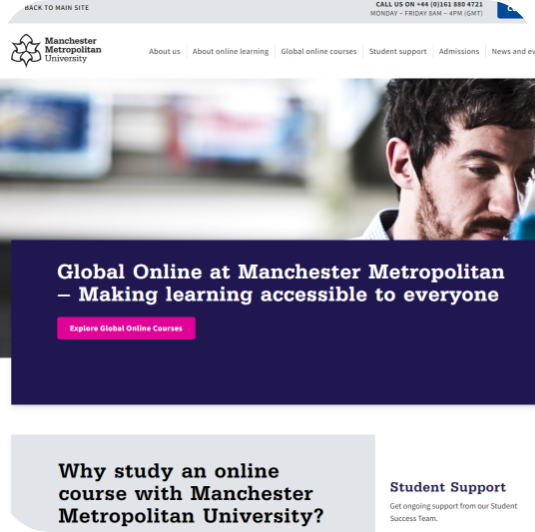 BACK TO MAIN SITE
CALL US ON +44 (0)161 880 4721
MONDAY – FRIDAY 8AM – 4PM (GMT)
Manchester
Metropolitan
University
About us
About online learning
Global online courses
Student support
Admissions
News and ev
Global Online at Manchester Metropolitan
– Making learning accessible to everyone
Explore Global Online Courses
Why study an online
course with Manchester
Metropolitan University?
Student Support
Get ongoing support from our Student
Success Team.